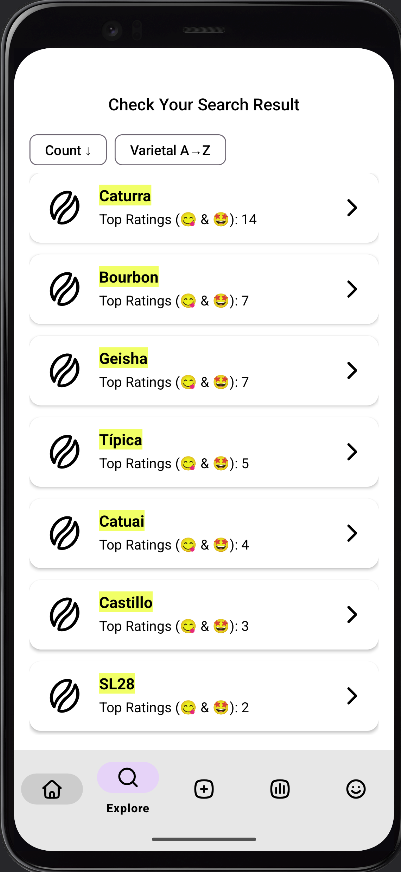 Check Your Search Result
Count ↓
Varietal A→Z
Caturra
Top Ratings (😋 & 🤩): 14
Bourbon
Top Ratings (😋 & 🤩): 7
Geisha
Top Ratings (😋 & 🤩): 7
Típica
Top Ratings (😋 & 🤩): 5
Catuai
Top Ratings (😋 & 🤩): 4
Castillo
Top Ratings (😋 & 🤩): 3
SL28
Top Ratings (😋 & 🤩): 2
Explore